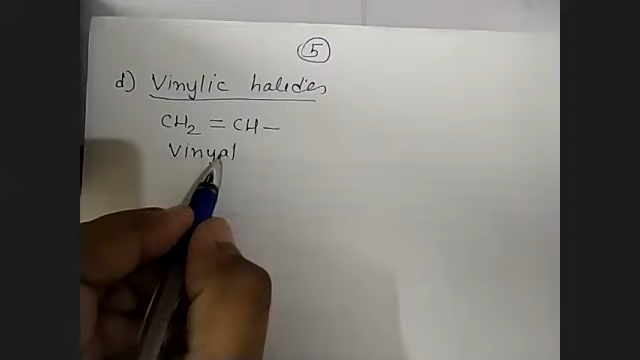 5
d) Vinylic halides
CH₂ = CH –
Vinyal